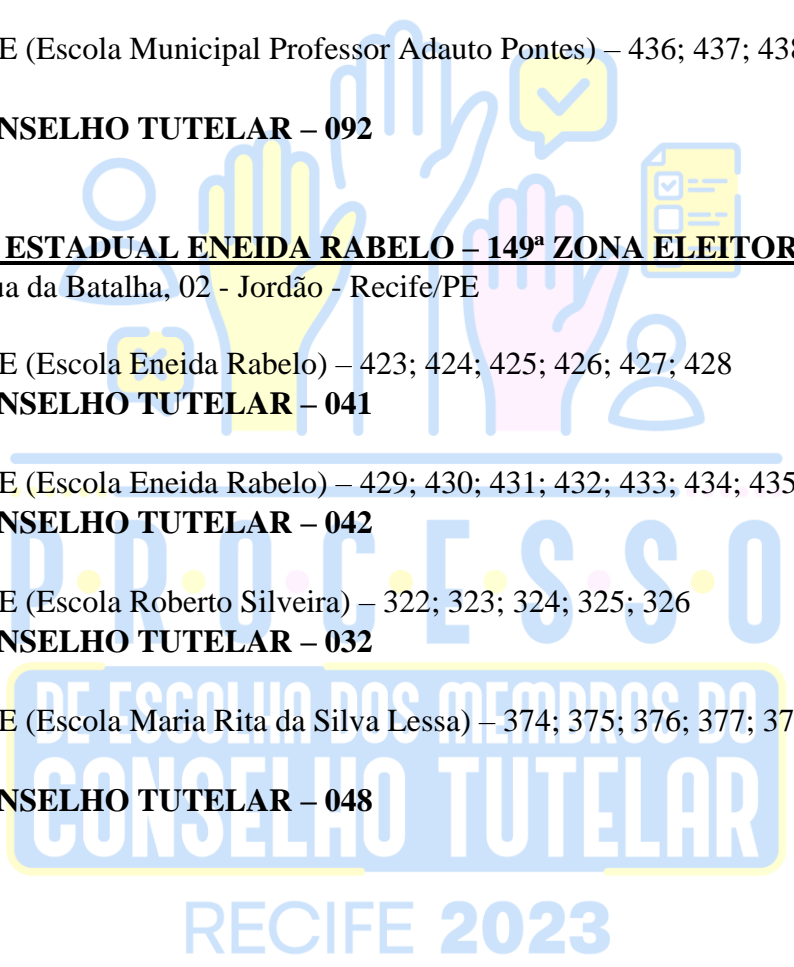 E (Escola Municipal Professor Adauto Pontes) – 436; 437; 438
NSELHO TUTELAR – 092
ESTADUAL ENEIDA RABELO – 149ª ZONA ELEITOR
ua da Batalha, 02 - Jordão - Recife/PE
E (Escola Eneida Rabelo) – 423; 424; 425; 426; 427; 428
NSELHO TUTELAR – 041
E (Escola Eneida Rabelo) – 429; 430; 431; 432; 433; 434; 435
NSELHO TUTELAR – 042
P·R·O·C·E·S·S·O
E (Escola Roberto Silveira) – 322; 323; 324; 325; 326
NSELHO TUTELAR – 032
DE ESCOLHA DOS MEMBROS DO
E (Escola Maria Rita da Silva Lessa) – 374; 375; 376; 377; 37
CONSELHO TUTELAR
NSELHO TUTELAR – 048
RECIFE 2023